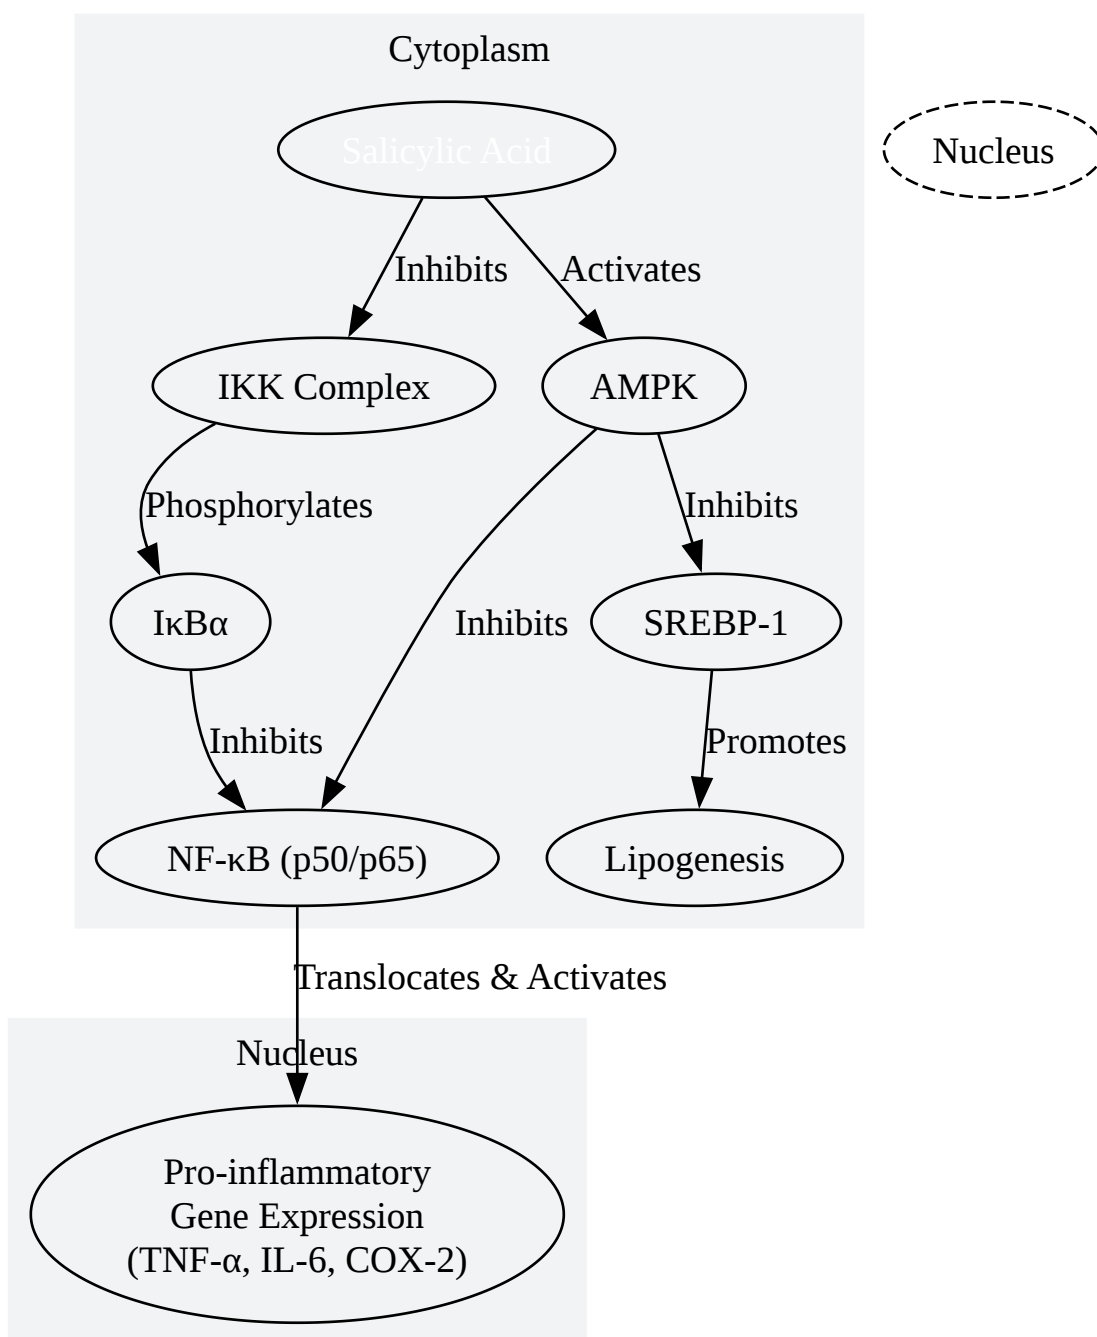 Cytoplasm
Salicylic Acid
Nucleus
Inhibits
Activates
IKK Complex
AMPK
Phosphorylates
Inhibits
IκBα
Inhibits
SREBP-1
Inhibits
Promotes
NF-κB (p50/p65)
Lipogenesis
Translocates & Activates
Nucleus
Pro-inflammatory
Gene Expression
(TNF-α, IL-6, COX-2)